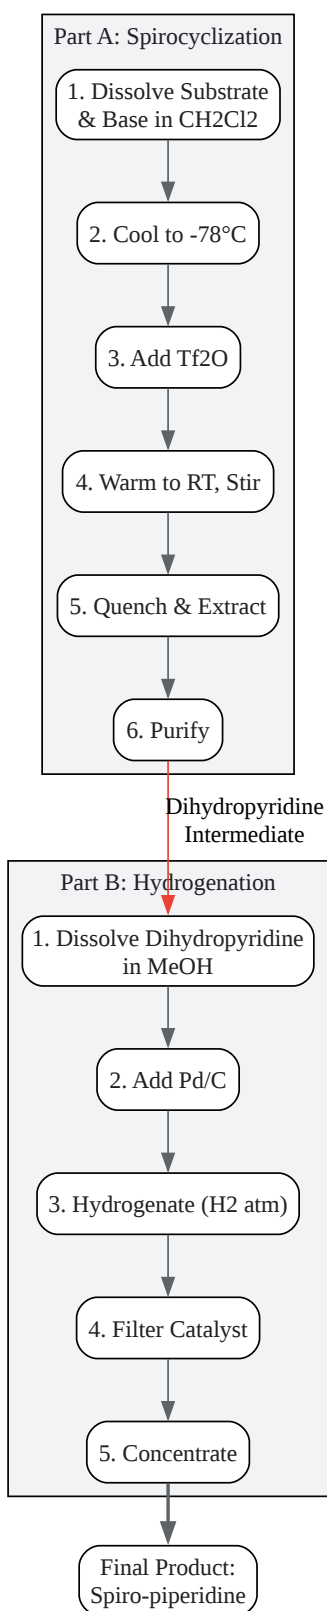 Part A: Spirocyclization
1. Dissolve Substrate
& Base in CH2Cl2
2. Cool to -78°C
3. Add Tf2O
4. Warm to RT, Stir
5. Quench & Extract
6. Purify
Dihydropyridine
Intermediate
Part B: Hydrogenation
1. Dissolve Dihydropyridine
in MeOH
2. Add Pd/C
3. Hydrogenate (H2 atm)
4. Filter Catalyst
5. Concentrate
Final Product:
Spiro-piperidine